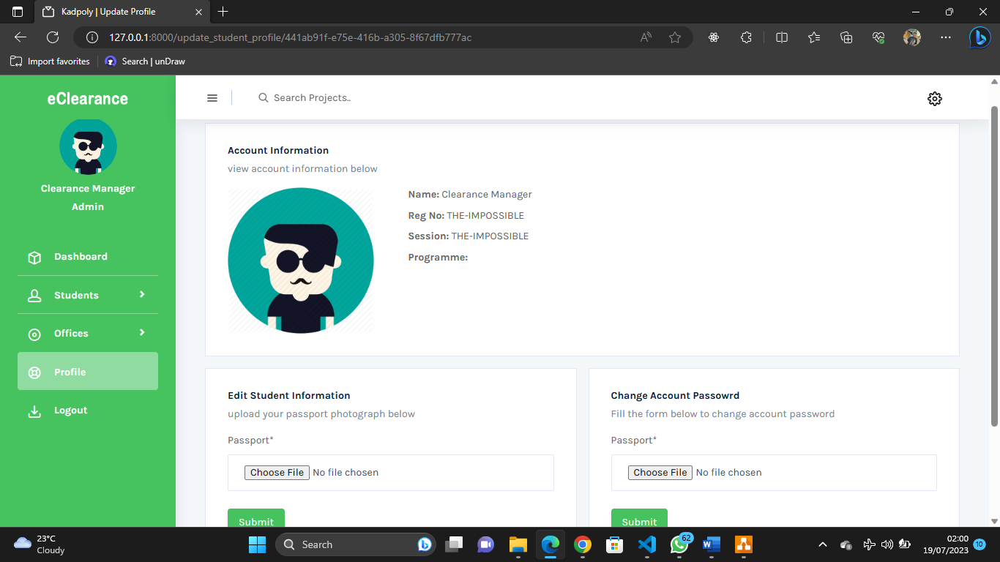 Kadpoly | Update Profile
127.0.0.1:8000/update_student_profile/441ab91f-e75e-416b-a305-8f67dfb777ac
Import favorites
Search | unDraw
eClearance
Search Projects..
Clearance Manager
Admin
Dashboard
Students
Offices
Profile
Logout
Account Information
view account information below
Name: Clearance Manager
Reg No: THE-IMPOSSIBLE
Session: THE-IMPOSSIBLE
Programme:
Edit Student Information
upload your passport photograph below
Passport*
Choose File No file chosen
Submit
Change Account Passowrd
Fill the form below to change account password
Passport*
Choose File No file chosen
Submit
23°C
Cloudy
Search
62
02:00
19/07/2023
10